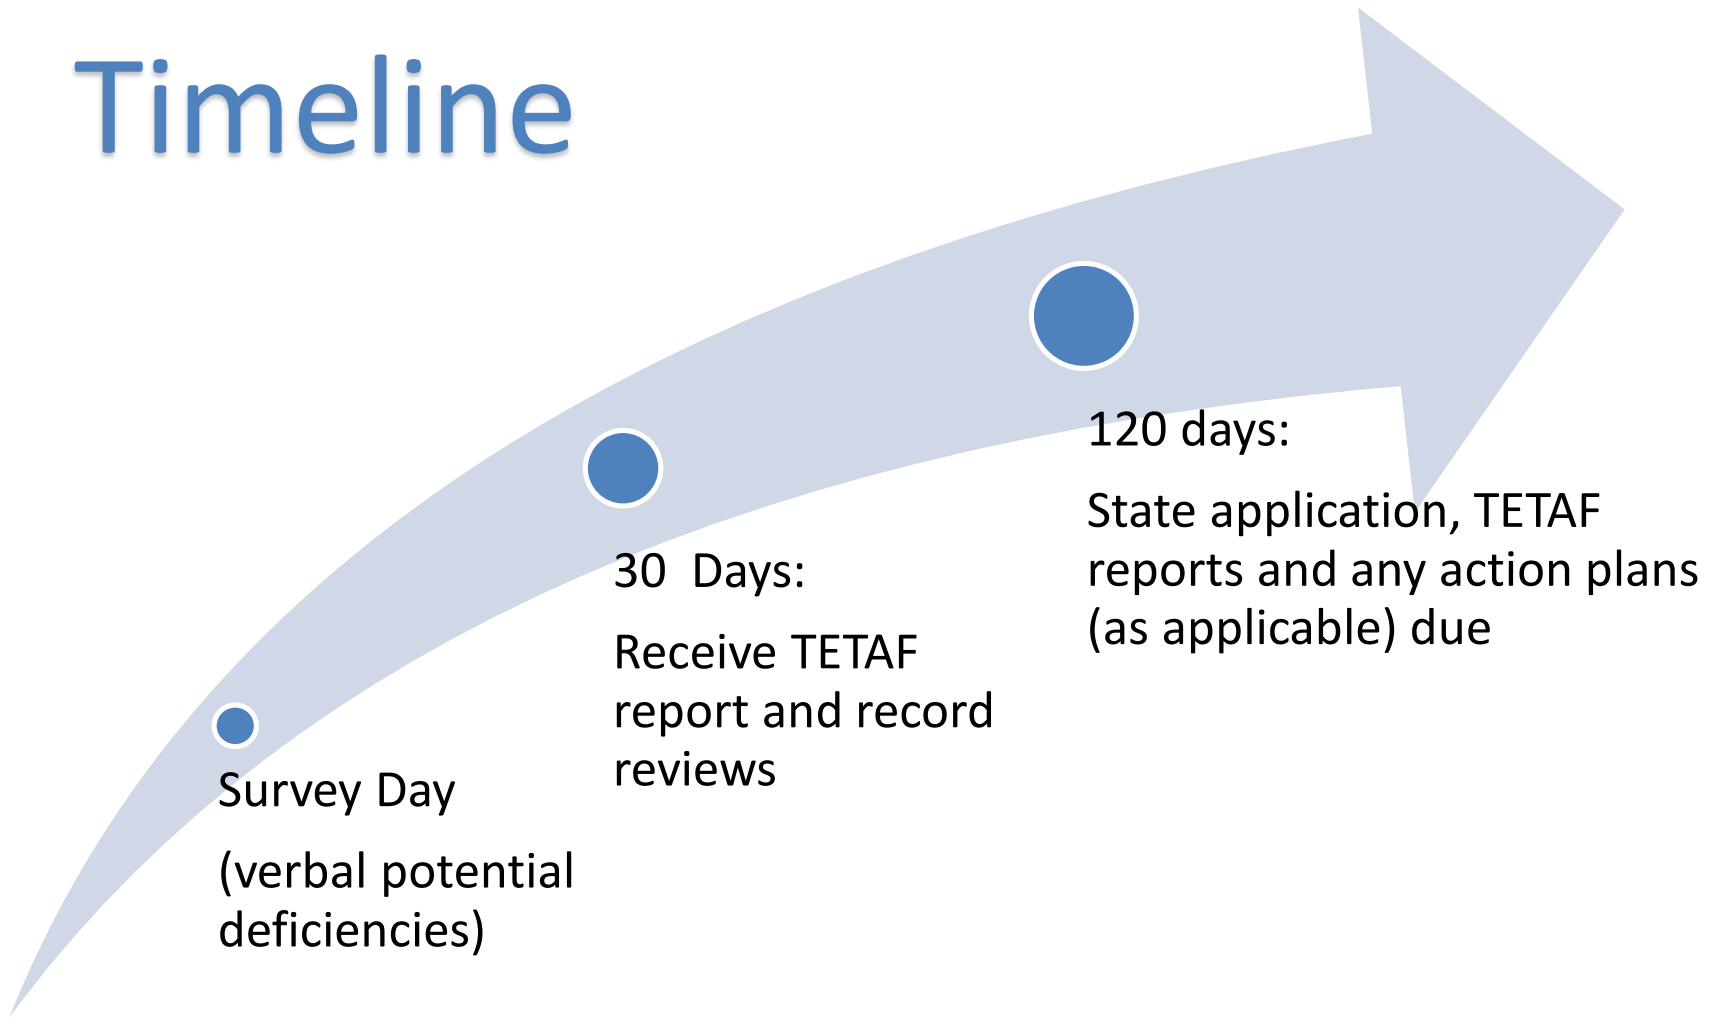 Timeline
Survey Day
(verbal potential
deficiencies)
30  Days:
Receive TETAF
report and record
reviews
120 days:
State application, TETAF
reports and any action plans
(as applicable) due